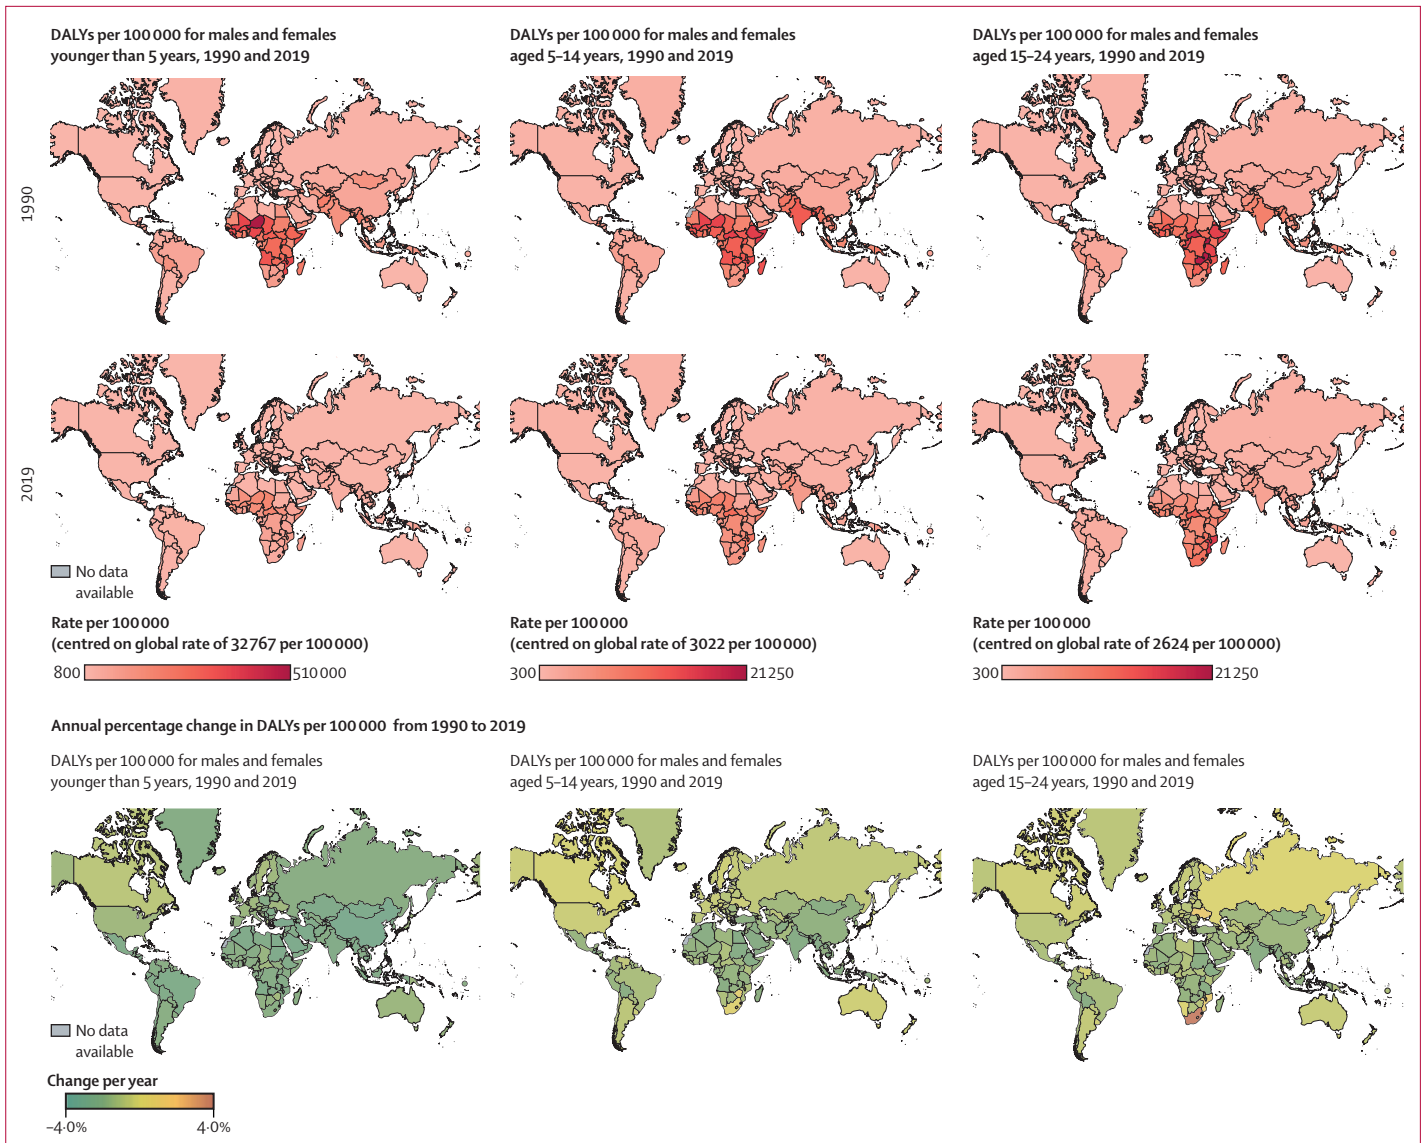 DALYs per 100 000 for males and females
younger than 5 years, 1990 and 2019
DALYs per 100 000 for males and females
aged 5–14 years, 1990 and 2019
DALYs per 100 000 for males and females
aged 15–24 years, 1990 and 2019
1990
2019
No data
available
Rate per 100 000
(centred on global rate of 32 767 per 100 000)
800
510 000
Rate per 100 000
(centred on global rate of 3022 per 100 000)
300
21 250
Rate per 100 000
(centred on global rate of 2624 per 100 000)
300
21 250
Annual percentage change in DALYs per 100 000 from 1990 to 2019
DALYs per 100 000 for males and females
younger than 5 years, 1990 and 2019
DALYs per 100 000 for males and females
aged 5–14 years, 1990 and 2019
DALYs per 100 000 for males and females
aged 15–24 years, 1990 and 2019
No data
available
Change per year
–4·0%
4·0%